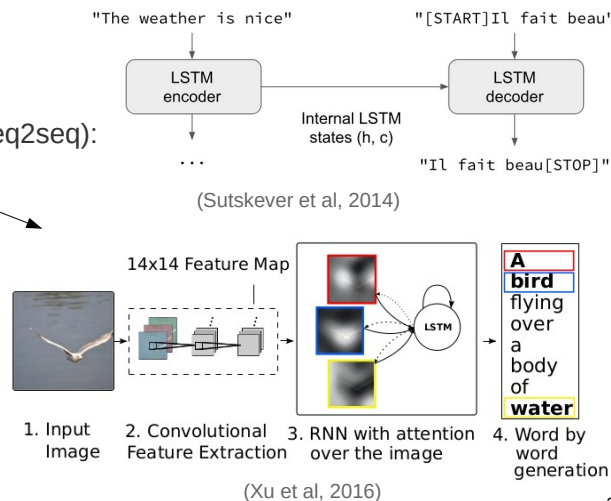 "The weather is nice"
"[START]Il fait beau"
LSTM
encoder
LSTM
decoder
Internal LSTM
states (h, c)
eq2seq):
...
"Il fait beau[STOP]"
(Sutskever et al, 2014)
14x14 Feature Map
LSTM
A
bird
flying
over
a
body
of
water
1. Input
Image
2. Convolutional
Feature Extraction
3. RNN with attention
over the image
4. Word by
word
generation
(Xu et al, 2016)